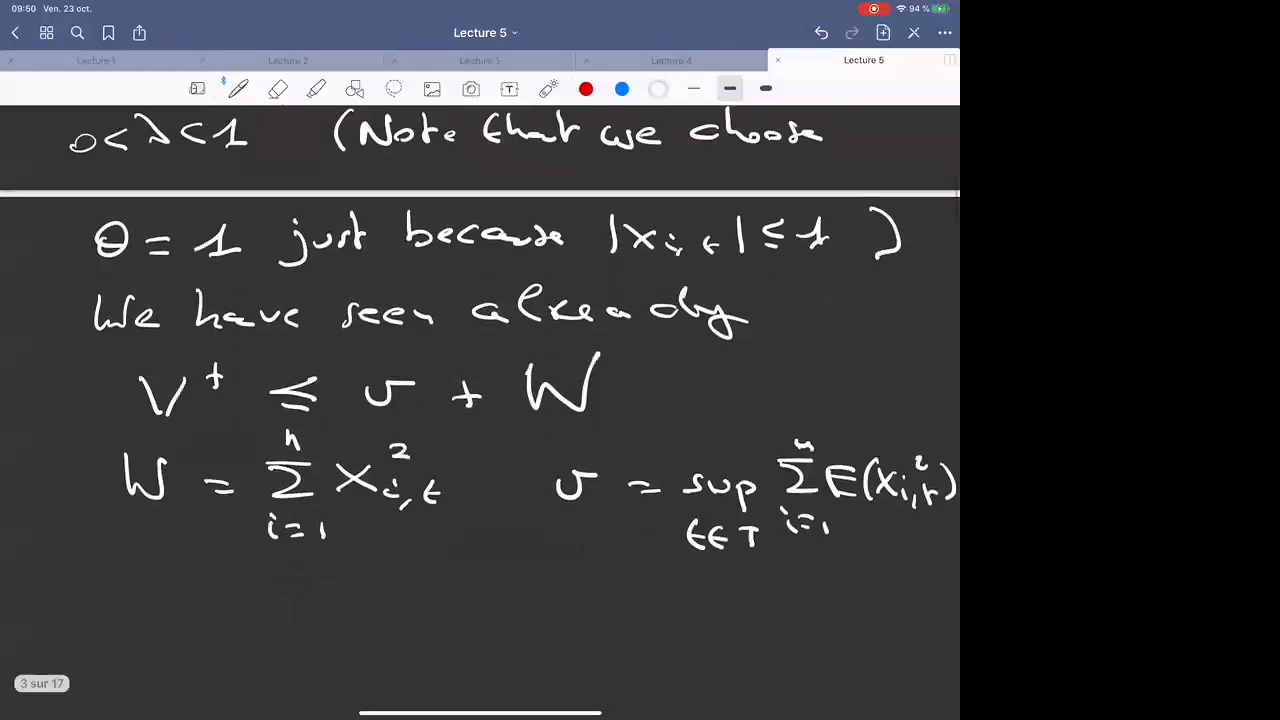 09:50 Ven. 23 oct.
94 %
Lecture 5
Lecture 1 Lecture 2 Lecture 3 Lecture 4 Lecture 5
0<λ<1 (Note that we choose
θ = 1 just because |X_{i,t}| ≤ 1 )
We have seen already
V^+ ≤ v + W
W = ∑_{i=1}^{n} X_{i,t}^2 v = sup_{t∈T} ∑_{i=1}^{n} E(X_{i,t}^2)
3 sur 17